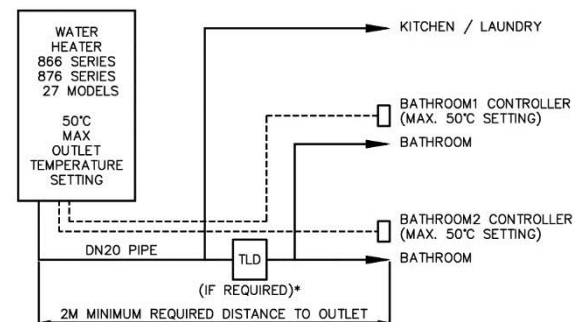 WATER
HEATER
866 SERIES
876 SERIES
27 MODELS
50°C
MAX
OUTLET
TEMPERATURE
SETTING
KITCHEN / LAUNDRY
BATHROOM1 CONTROLLER
(MAX. 50°C SETTING)
BATHROOM
BATHROOM2 CONTROLLER
(MAX. 50°C SETTING)
BATHROOM
DN20 PIPE
TLD
(IF REQUIRED)*
2M MINIMUM REQUIRED DISTANCE TO OUTLET